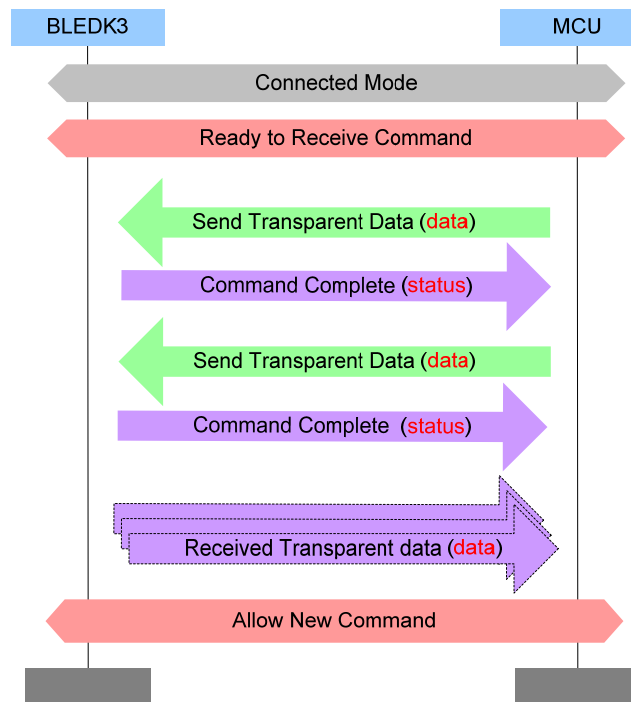 BLEDK3 MCU
Connected Mode
Ready to Receive Command
Send Transparent Data (data)
Command Complete (status)
Send Transparent Data (data)
Command Complete (status)
Received Transparent data (data)
Allow New Command